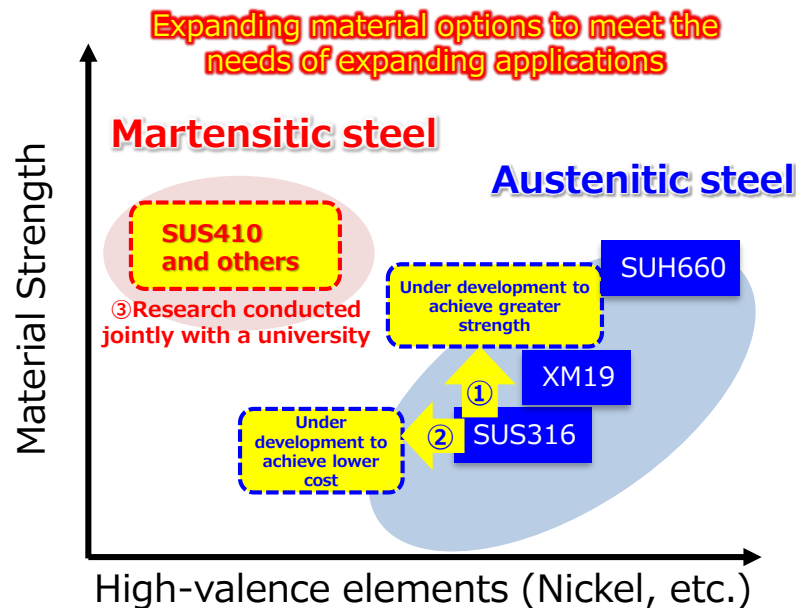 Expanding material options to meet the
needs of expanding applications
Martensitic steel
Austenitic steel
SUS410
and others
③Research conducted
jointly with a university
Under development to
achieve greater
strength
SUH660
XM19
①
Under
development to
achieve lower
cost
②
SUS316
Material Strength
High-valence elements (Nickel, etc.)